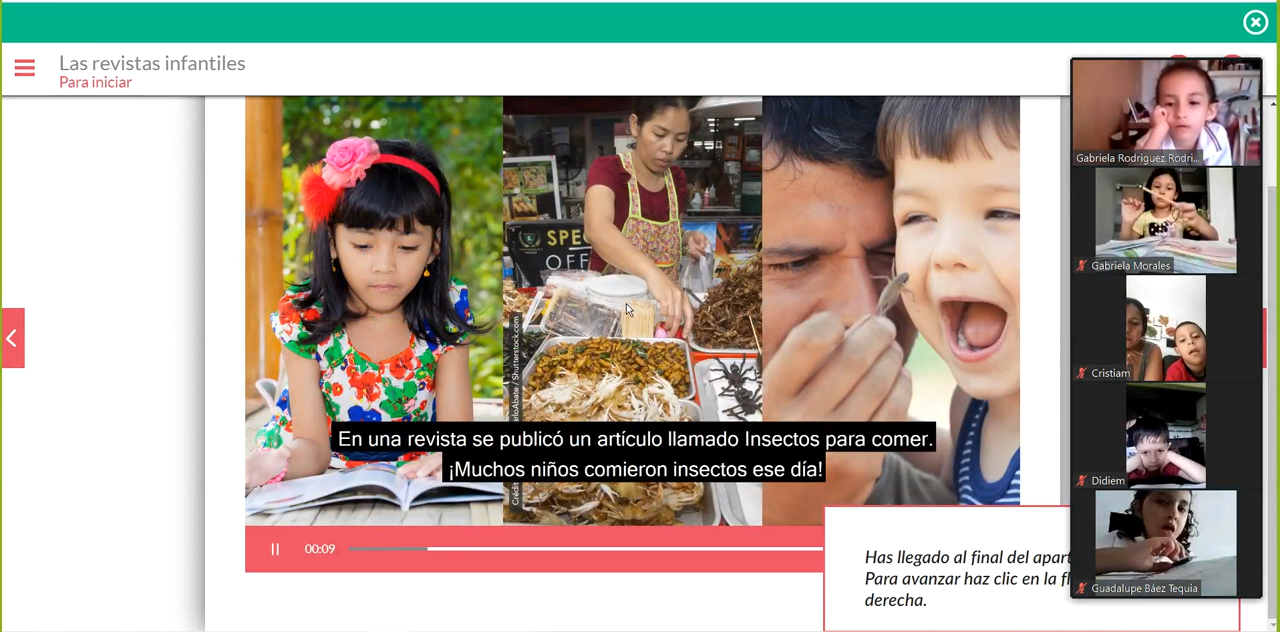 Las revistas infantiles
Para iniciar
SPE
OFF
En una revista se publicó un artículo llamado Insectos para comer.
¡Muchos niños comieron insectos ese día!
00:09
Has llegado al final del apart
Para avanzar haz clic en la fl
derecha.
Gabriela Rodriguez Rodri...
Gabriela Morales
Cristiam
Didiem
Guadalupe Báez Tequia